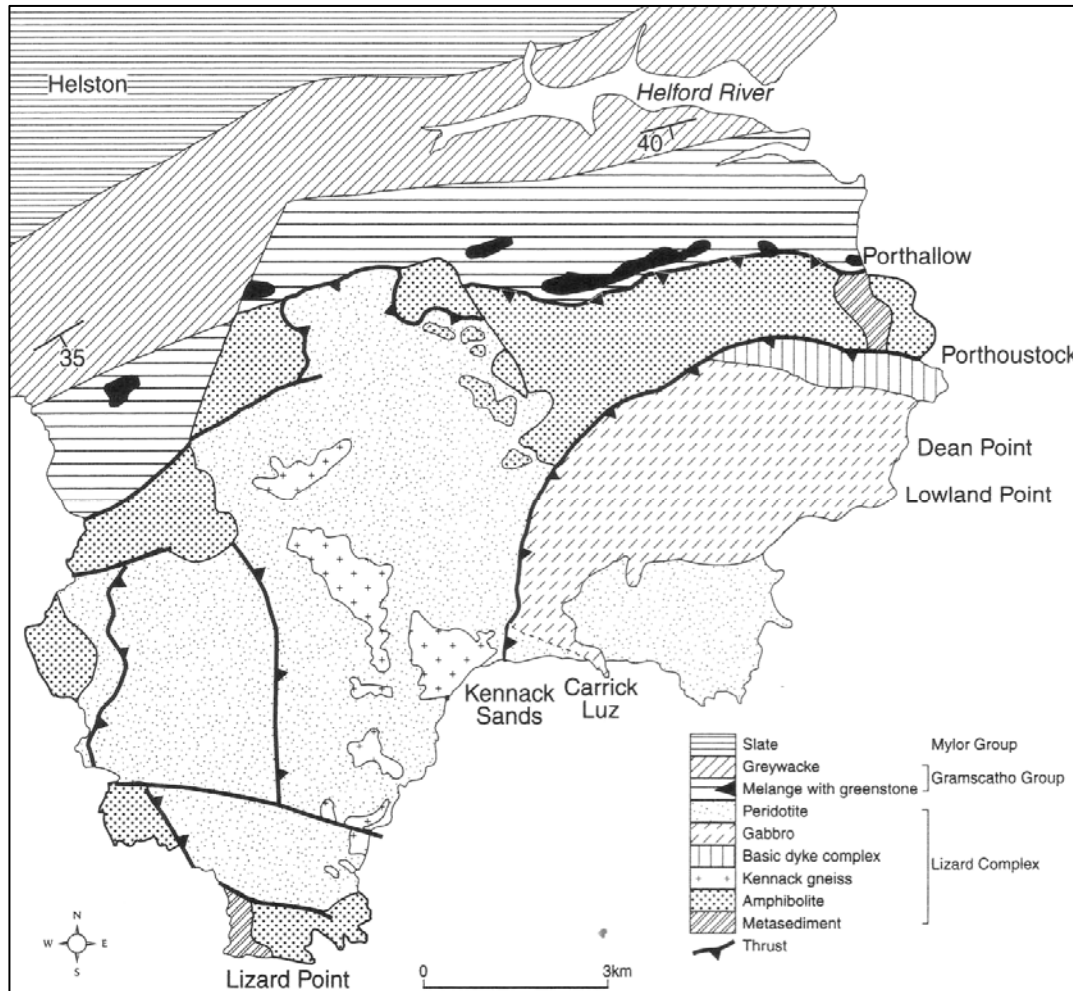 Helston
Helford River
40
Porthallow
35
Porthoustock
Dean Point
Lowland Point
Kennack
Sands
Carrick
Luz
Slate
Mylor Group
Greywacke
Melange with greenstone
Gramscatho Group
Peridotite
Gabbro
Basic dyke complex
Lizard Complex
Kennack gneiss
Amphibolite
Metasediment
Thrust
N
W
E
S
Lizard Point
0
3km